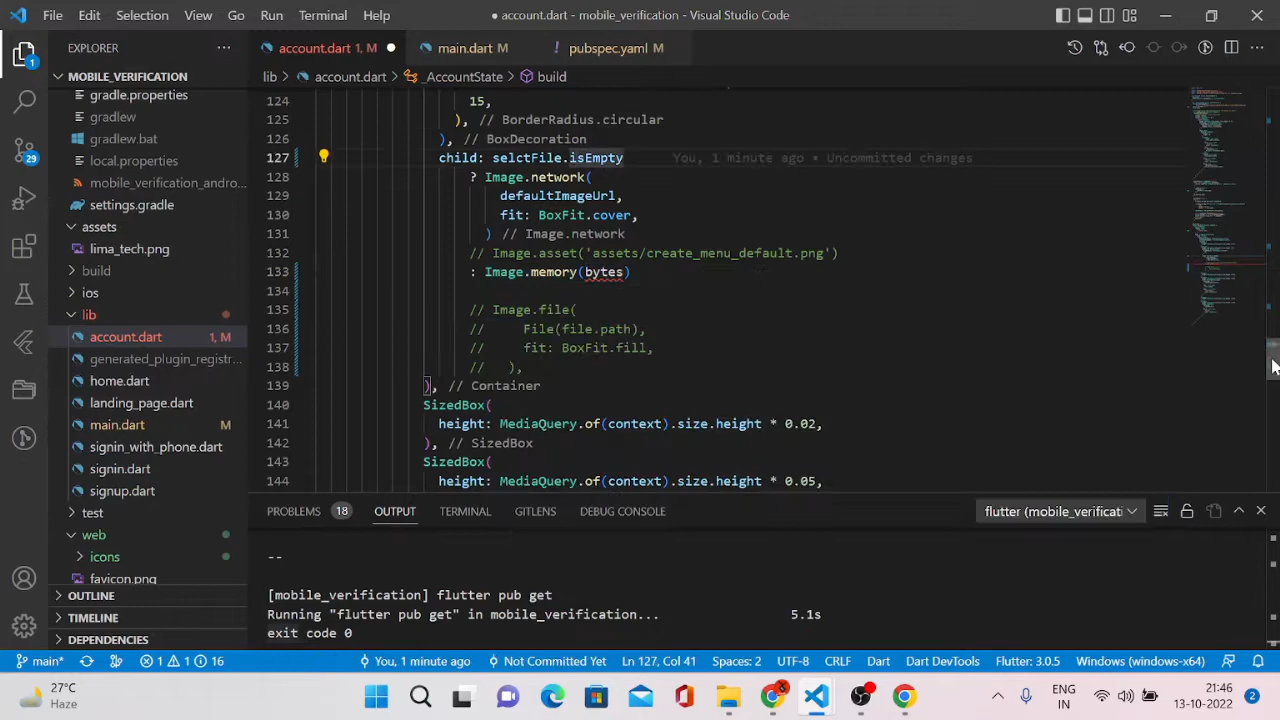 File Edit Selection View Go Run Terminal Help
● account.dart - mobile_verification - Visual Studio Code
EXPLORER
account.dart 1, M
main.dart M
pubspec.yaml M
MOBILE_VERIFICATION
lib > account.dart > _AccountState > build
gradle.properties
gradlew
gradlew.bat
local.properties
mobile_verification_andro...
settings.gradle
assets
lima_tech.png
build
ios
lib
account.dart 1, M
generated_plugin_registr...
home.dart
landing_page.dart
main.dart M
signin_with_phone.dart
signin.dart
signup.dart
test
web
icons
favicon.png
OUTLINE
TIMELINE
DEPENDENCIES
124 15,
125 ), // BorderRadius.circular
126 ), // BoxDecoration
127 child: selctFile.isEmpty You, 1 minute ago • Uncommitted changes
128 ? Image.network(
129 defaultImageUrl,
130 fit: BoxFit.cover,
131 ) // Image.network
132 // Image.asset('assets/create_menu_default.png')
133 : Image.memory(bytes)
134
135 // Image.file(
136 // File(file.path),
137 // fit: BoxFit.fill,
138 // ),
139 ), // Container
140 SizedBox(
141 height: MediaQuery.of(context).size.height * 0.02,
142 ), // SizedBox
143 SizedBox(
144 height: MediaQuery.of(context).size.height * 0.05,
PROBLEMS 18 OUTPUT TERMINAL GITLENS DEBUG CONSOLE
flutter (mobile_verificati
--
[mobile_verification] flutter pub get
Running "flutter pub get" in mobile_verification... 5.1s
exit code 0
1
29
main* 1 1 16 You, 1 minute ago Not Committed Yet Ln 127, Col 41 Spaces: 2 UTF-8 CRLF Dart Dart DevTools Flutter: 3.0.5 Windows (windows-x64)
27°C
Haze
ENG
IN
21:46
13-10-2022
2